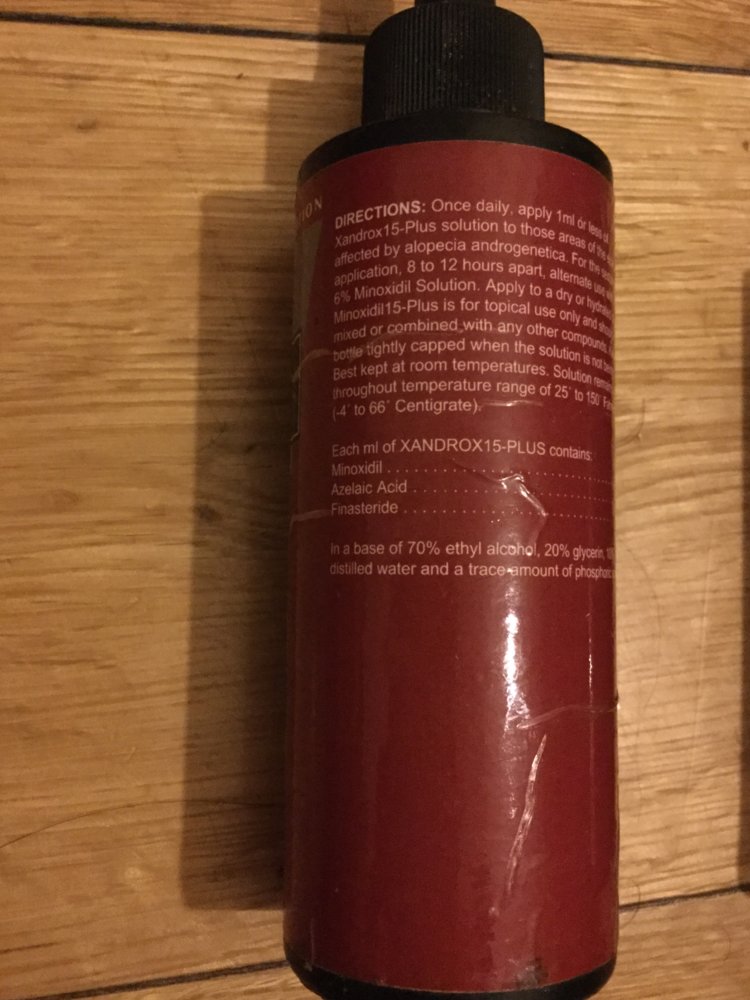 ION
DIRECTIONS: Once daily, apply 1ml or less of
Xandrox15-Plus solution to those areas of the
affected by alopecia androgenetica. For the
application, 8 to 12 hours apart, alternate use
6% Minoxidil Solution. Apply to a dry or
Minoxidil15-Plus is for topical use only and
mixed or combined with any other compounds.
bottle tightly capped when the solution is not
Best kept at room temperatures. Solution
throughout temperature range of 25° to 150°
(-4° to 66° Centigrate).
Each ml of XANDROX15-PLUS contains:
Minoxidil . . . . . . . . . . . . . . . . . . . . . .
Azelaic Acid . . . . . . . . . . . . . . . . . . .
Finasteride . . . . . . . . . . . . . . . . . . . .
In a base of 70% ethyl alcohol, 20% glycerin,
distilled water and a trace amount of